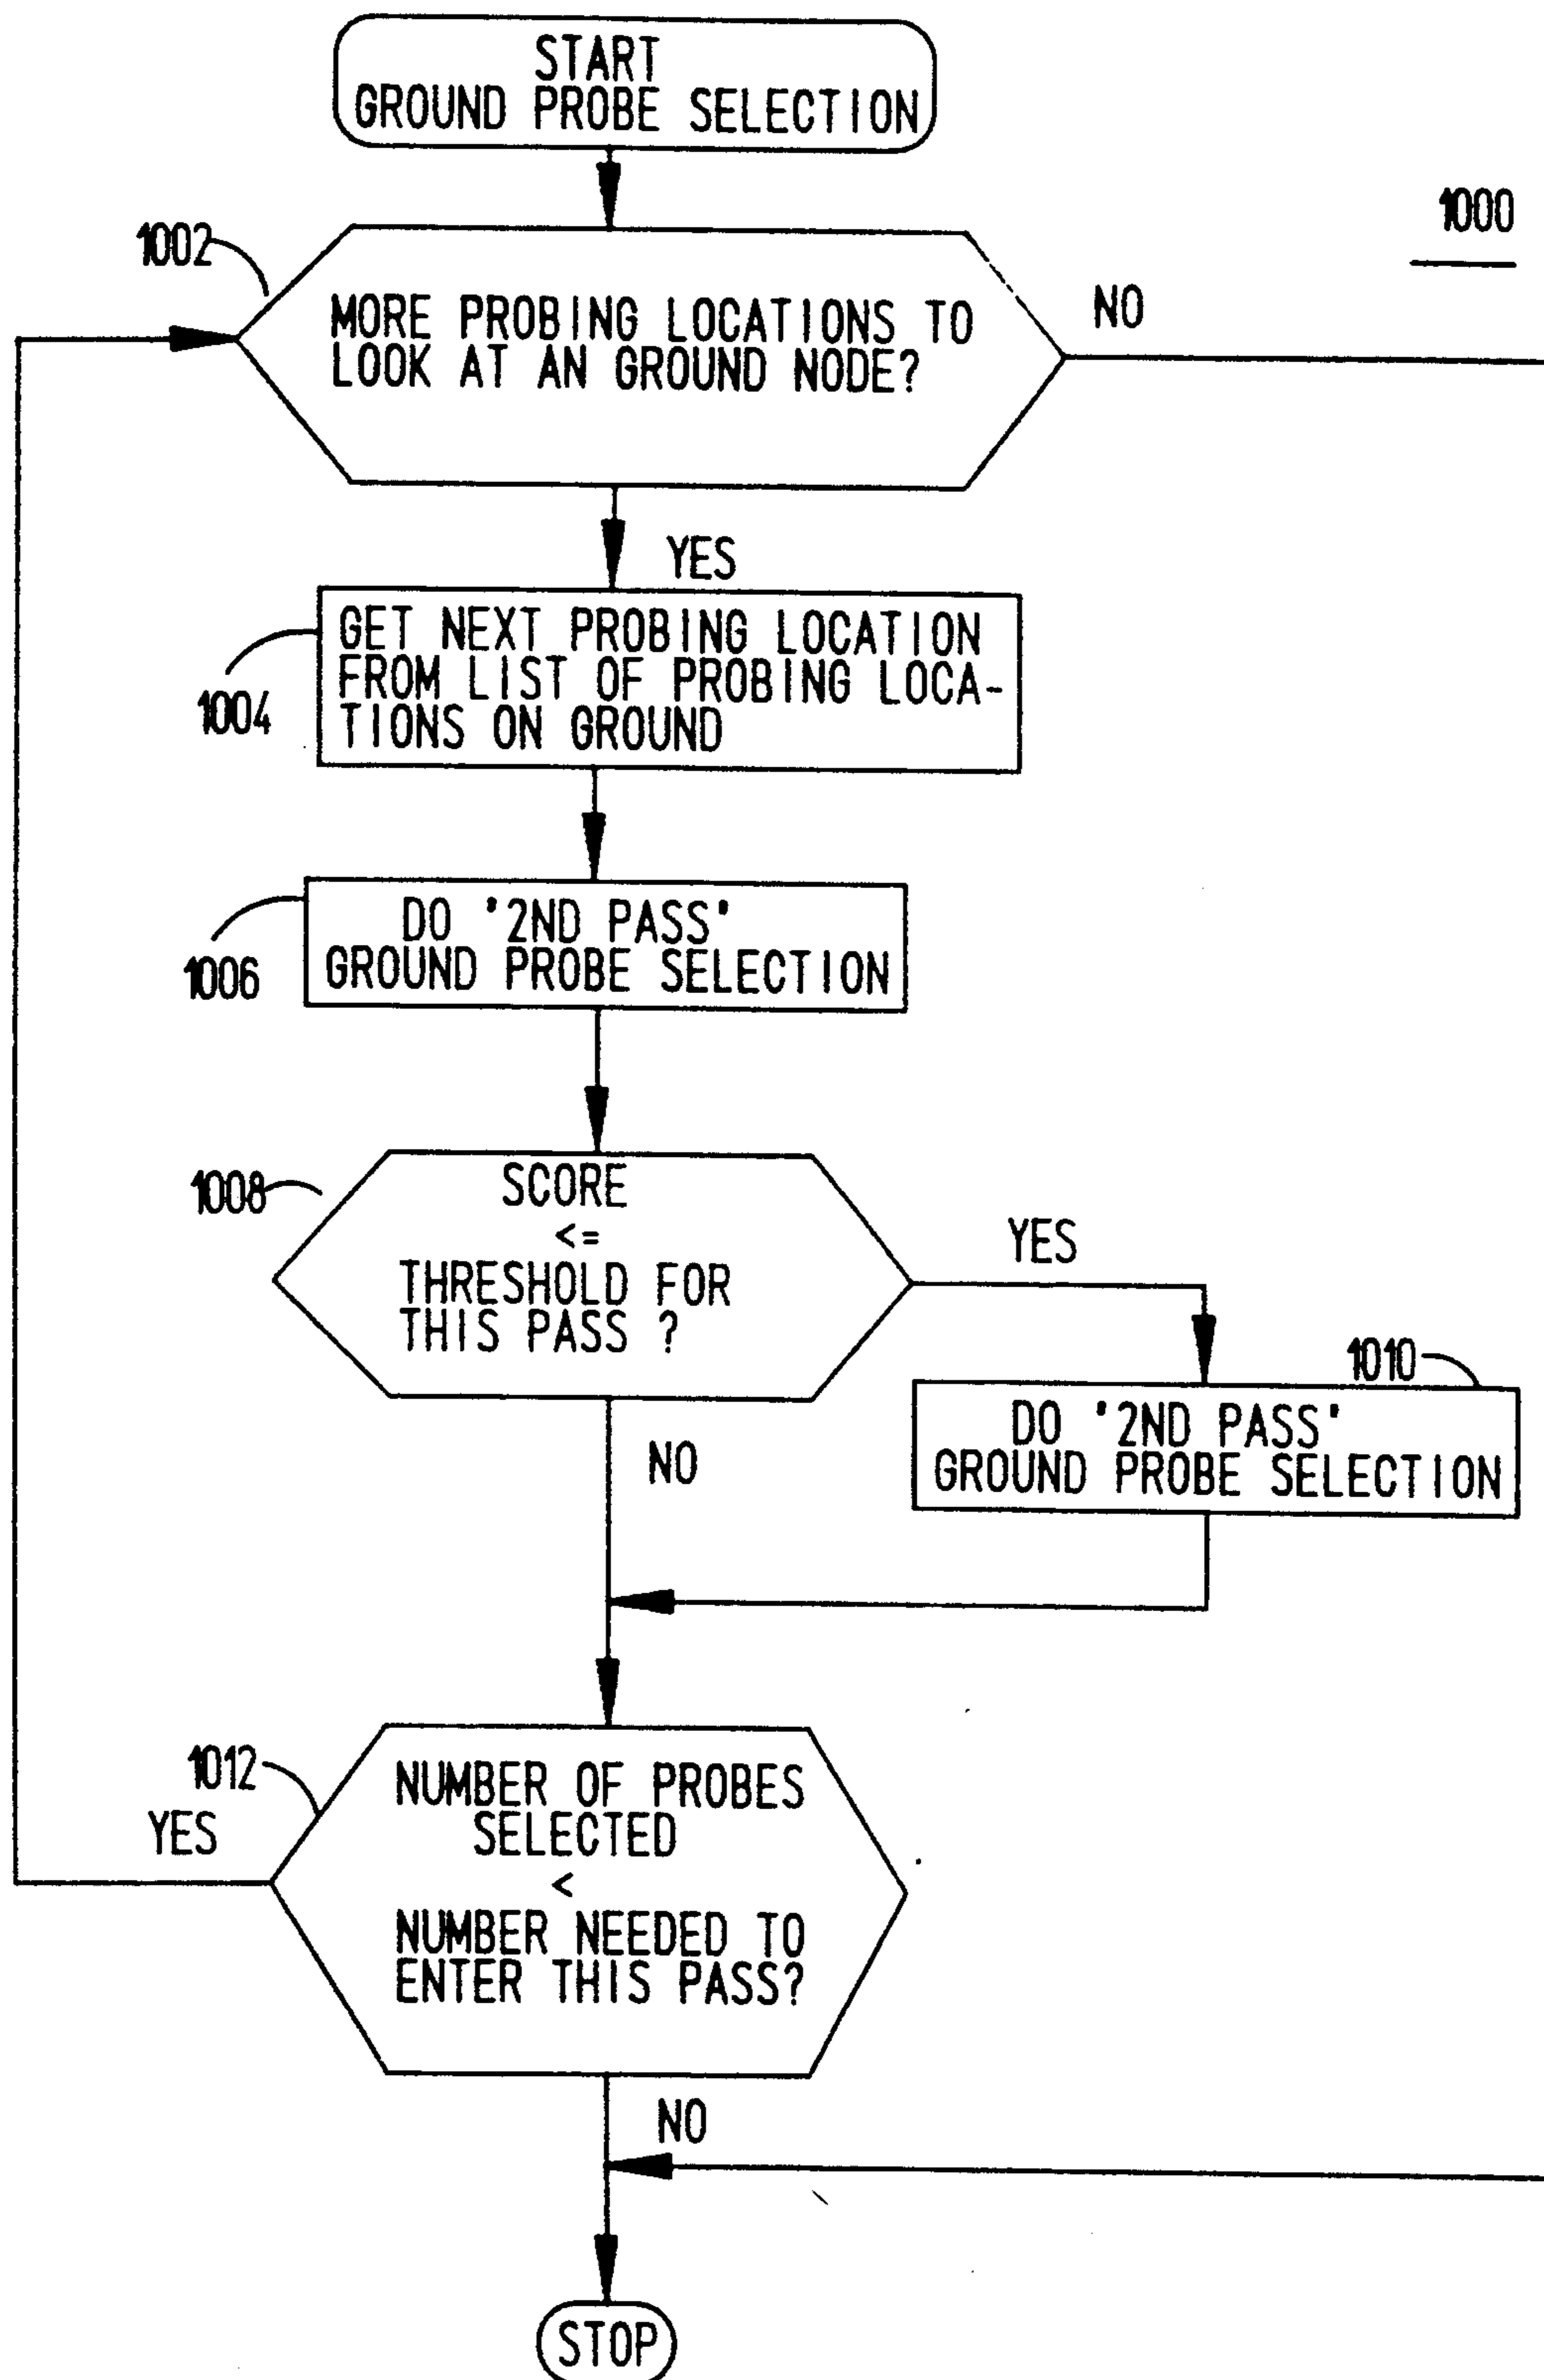 START
GROUND PROBE SELECTION
1000
1002
MORE PROBING LOCATIONS TO
LOOK AT AN GROUND NODE?
NO
YES
GET NEXT PROBING LOCATION
FROM LIST OF PROBING LOCA-
TIONS ON GROUND
1004
DO '2ND PASS'
GROUND PROBE SELECTION
1006
1008
SCORE
<=
THRESHOLD FOR
THIS PASS ?
YES
NO
1010
DO '2ND PASS'
GROUND PROBE SELECTION
1012
YES
NUMBER OF PROBES
SELECTED
<
NUMBER NEEDED TO
ENTER THIS PASS?
NO
STOP